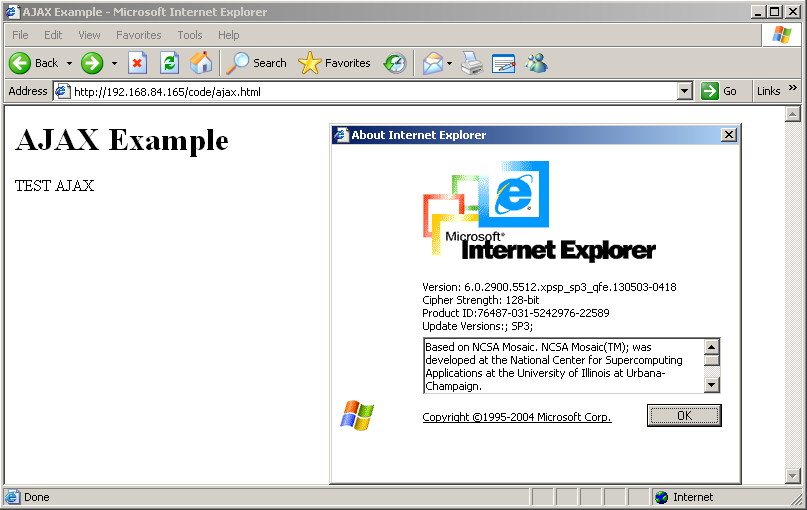 AJAX Example - Microsoft Internet Explorer
File Edit View Favorites Tools Help
Back Search Favorites
Address http://192.168.84.165/code/ajax.html Go Links »
AJAX Example
TEST AJAX
About Internet Explorer
Microsoft®
Internet Explorer
Version: 6.0.2900.5512.xpsp_sp3_qfe.130503-0418
Cipher Strength: 128-bit
Product ID:76487-031-5242976-22589
Update Versions:; SP3;
Based on NCSA Mosaic. NCSA Mosaic(TM); was
developed at the National Center for Supercomputing
Applications at the University of Illinois at Urbana-
Champaign.
Copyright ©1995-2004 Microsoft Corp.
OK
Done Internet